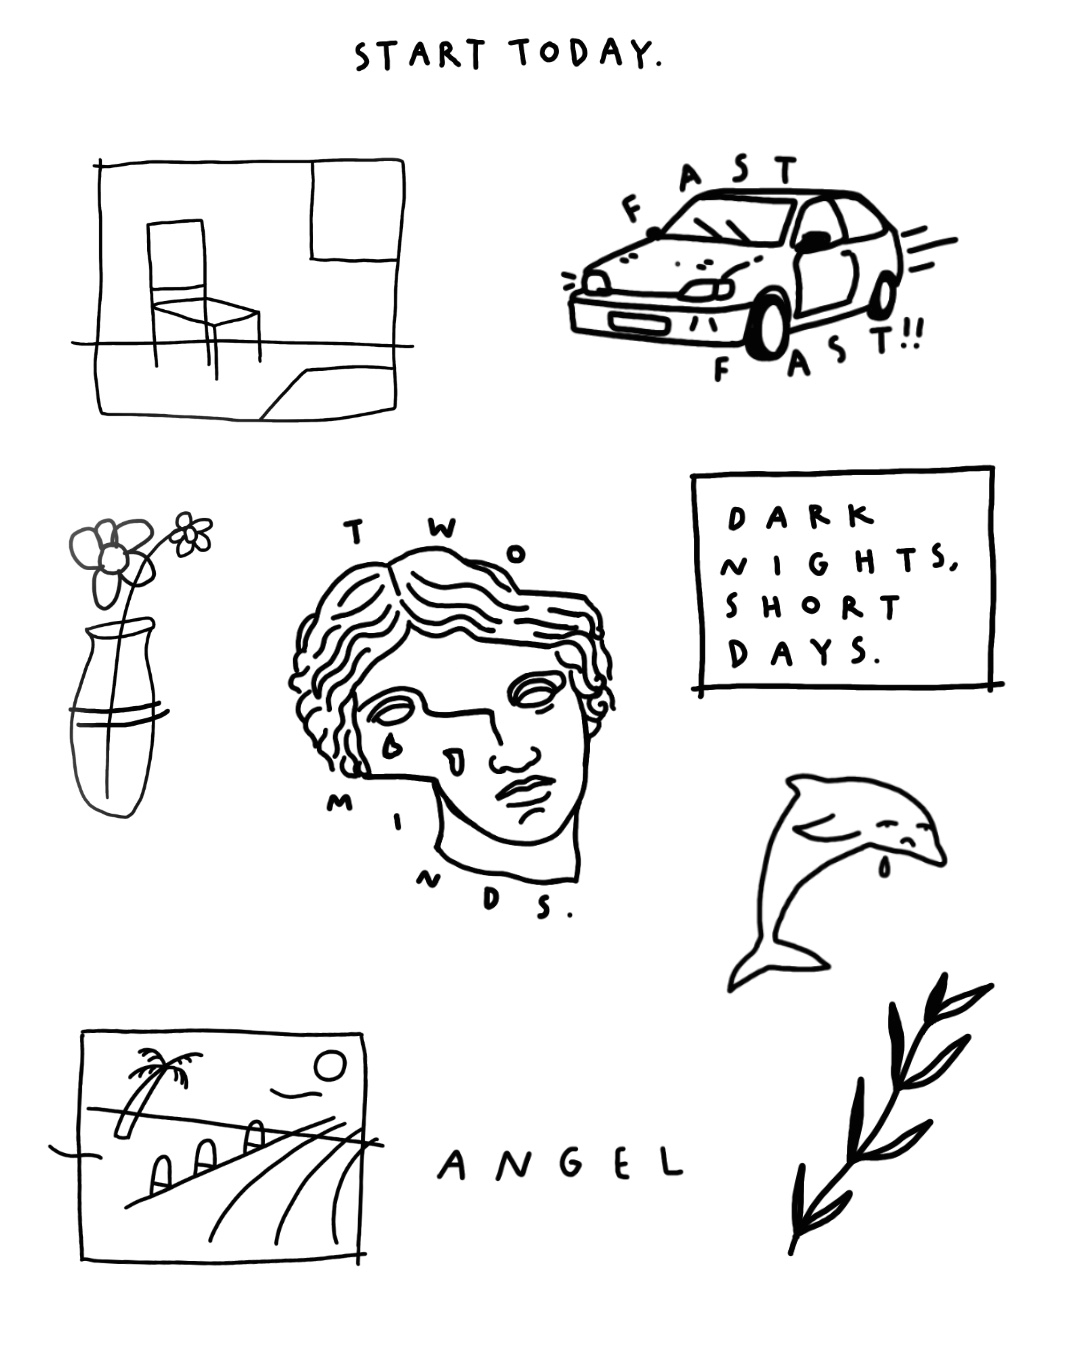 START TODAY.
FAST
FAST!!
DARK
NIGHTS,
SHORT
DAYS.
TWO
MINDS.
ANGEL